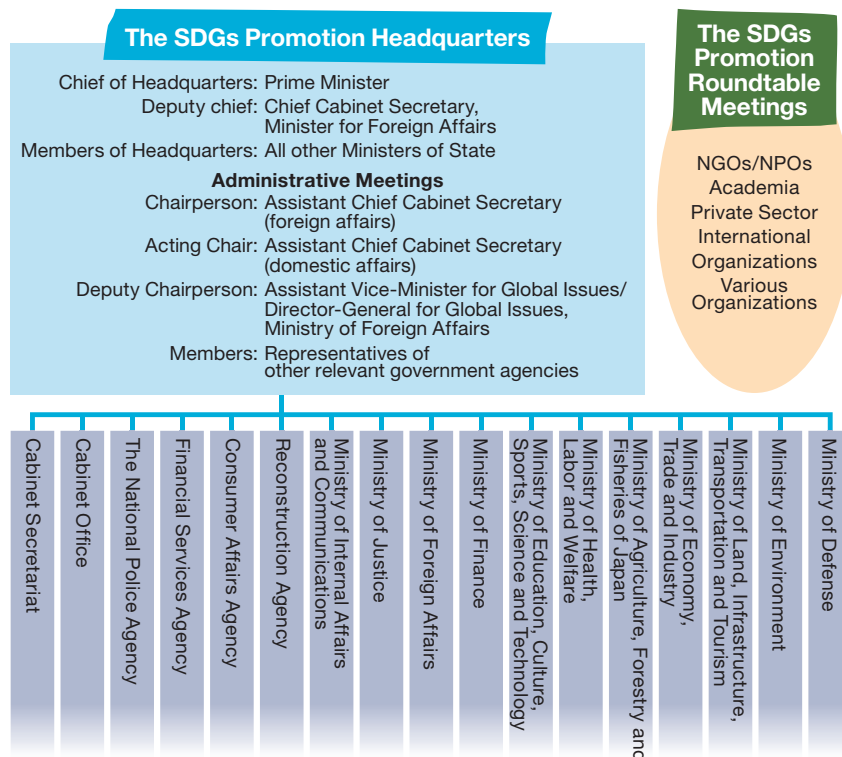 The SDGs Promotion Headquarters
Chief of Headquarters: Prime Minister
Deputy chief: Chief Cabinet Secretary,
Minister for Foreign Affairs
Members of Headquarters: All other Ministers of State
Administrative Meetings
Chairperson: Assistant Chief Cabinet Secretary
(foreign affairs)
Acting Chair: Assistant Chief Cabinet Secretary
(domestic affairs)
Deputy Chairperson: Assistant Vice-Minister for Global Issues/
Director-General for Global Issues,
Ministry of Foreign Affairs
Members: Representatives of
other relevant government agencies
The SDGs
Promotion
Roundtable
Meetings
NGOs/NPOs
Academia
Private Sector
International
Organizations
Various
Organizations
Cabinet Secretariat
Cabinet Office
The National Police Agency
Financial Services Agency
Consumer Affairs Agency
Reconstruction Agency
Ministry of Internal Affairs
and Communications
Ministry of Justice
Ministry of Foreign Affairs
Ministry of Finance
Ministry of Education, Culture,
Sports, Science and Technology
Ministry of Health,
Labor and Welfare
Ministry of Agriculture, Forestry and
Fisheries of Japan
Ministry of Economy,
Trade and Industry
Ministry of Land, Infrastructure,
Transportation and Tourism
Ministry of Environment
Ministry of Defense